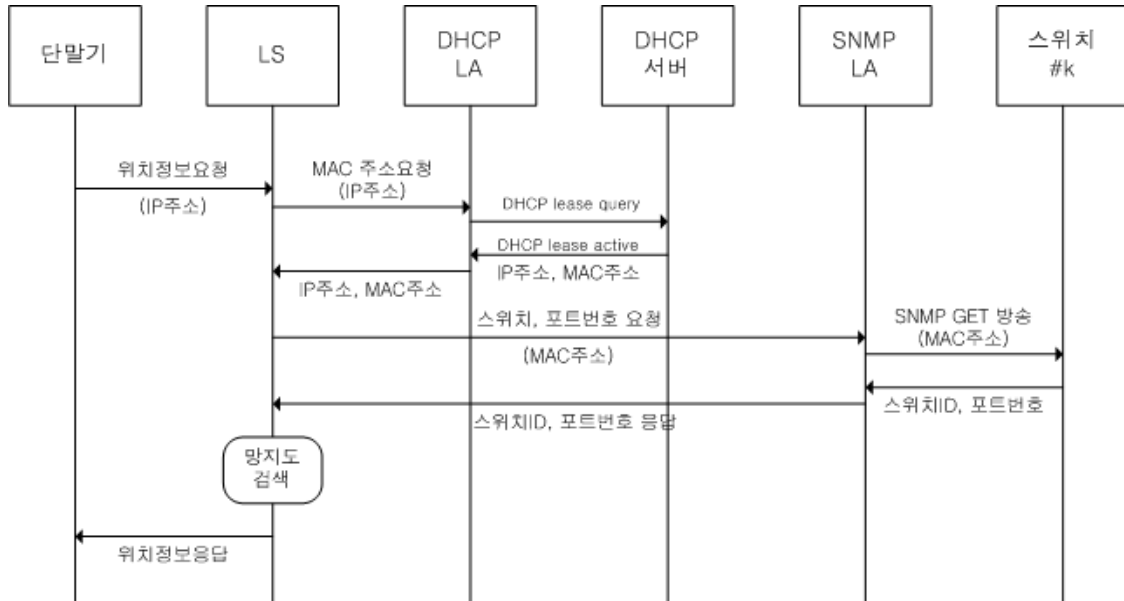 단말기
LS
DHCP
LA
DHCP
서버
SNMP
LA
스위치
#k
위치정보요청
(IP주소)
MAC 주소요청
(IP주소)
DHCP lease query
DHCP lease active
IP주소, MAC주소
IP주소, MAC주소
스위치, 포트번호 요청
(MAC주소)
SNMP GET 방송
(MAC주소)
스위치ID, 포트번호
스위치ID, 포트번호 응답
망지도
검색
위치정보응답